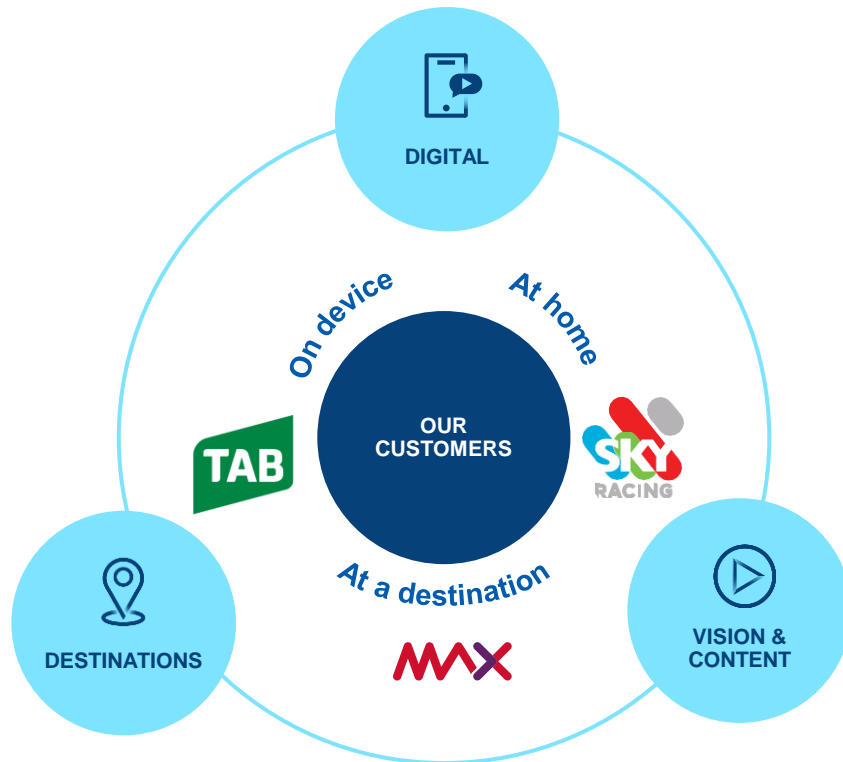 DIGITAL
On device
At home
OUR
CUSTOMERS
TAB
SKY
RACING
At a destination
MAX
DESTINATIONS
VISION &
CONTENT